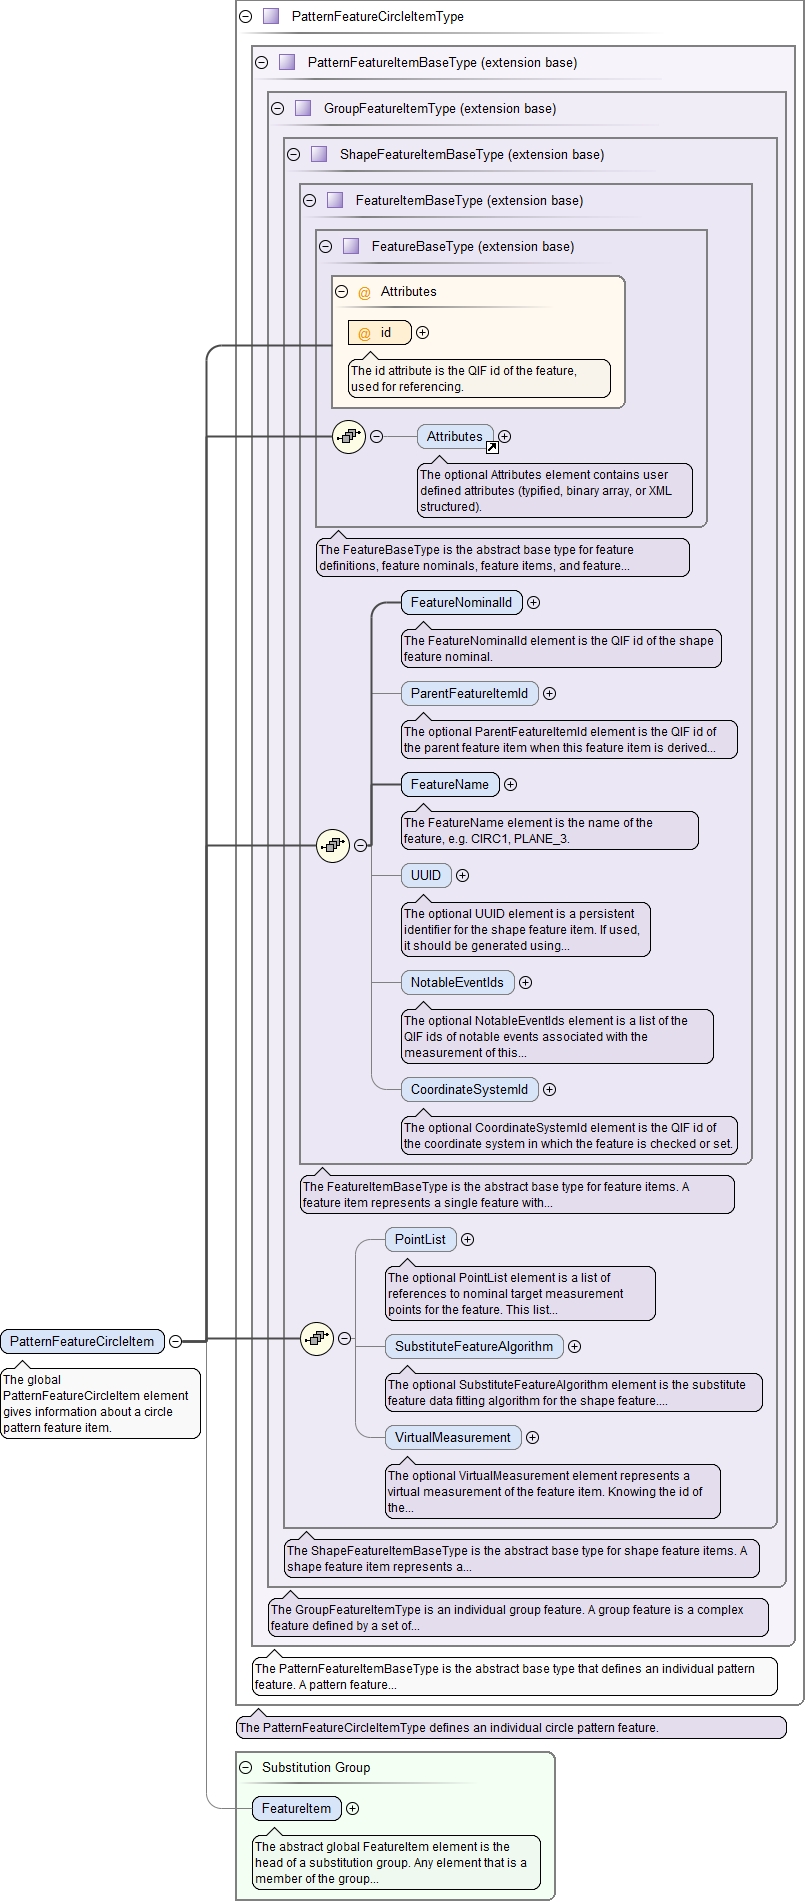 PatternFeatureCircleItemType
PatternFeatureItemBaseType (extension base)
GroupFeatureItemType (extension base)
ShapeFeatureItemBaseType (extension base)
FeatureItemBaseType (extension base)
FeatureBaseType (extension base)
@ Attributes
@ id
The id attribute is the QIF id of the feature,
used for referencing.
Attributes
The optional Attributes element contains user
defined attributes (typified, binary array, or XML
structured).
The FeatureBaseType is the abstract base type for feature
definitions, feature nominals, feature items, and feature...
FeatureNominalId
The FeatureNominalId element is the QIF id of the shape
feature nominal.
ParentFeatureItemId
The optional ParentFeatureItemId element is the QIF id of
the parent feature item when this feature item is derived...
FeatureName
The FeatureName element is the name of the
feature, e.g. CIRC1, PLANE_3.
UUID
The optional UUID element is a persistent
identifier for the shape feature item. If used,
it should be generated using...
NotableEventIds
The optional NotableEventIds element is a list of the
QIF ids of notable events associated with the
measurement of this...
CoordinateSystemId
The optional CoordinateSystemId element is the QIF id of
the coordinate system in which the feature is checked or set.
The FeatureItemBaseType is the abstract base type for feature items. A
feature item represents a single feature with...
PointList
The optional PointList element is a list of
references to nominal target measurement
points for the feature. This list...
SubstituteFeatureAlgorithm
The optional SubstituteFeatureAlgorithm element is the substitute
feature data fitting algorithm for the shape feature....
VirtualMeasurement
The optional VirtualMeasurement element represents a
virtual measurement of the feature item. Knowing the id of
the...
The ShapeFeatureItemBaseType is the abstract base type for shape feature items. A
shape feature item represents a...
The GroupFeatureItemType is an individual group feature. A group feature is a complex
feature defined by a set of...
The PatternFeatureItemBaseType is the abstract base type that defines an individual pattern
feature. A pattern feature...
The PatternFeatureCircleItemType defines an individual circle pattern feature.
PatternFeatureCircleItem
The global
PatternFeatureCircleItem element
gives information about a circle
pattern feature item.
Substitution Group
FeatureItem
The abstract global FeatureItem element is the
head of a substitution group. Any element that is a
member of the group...